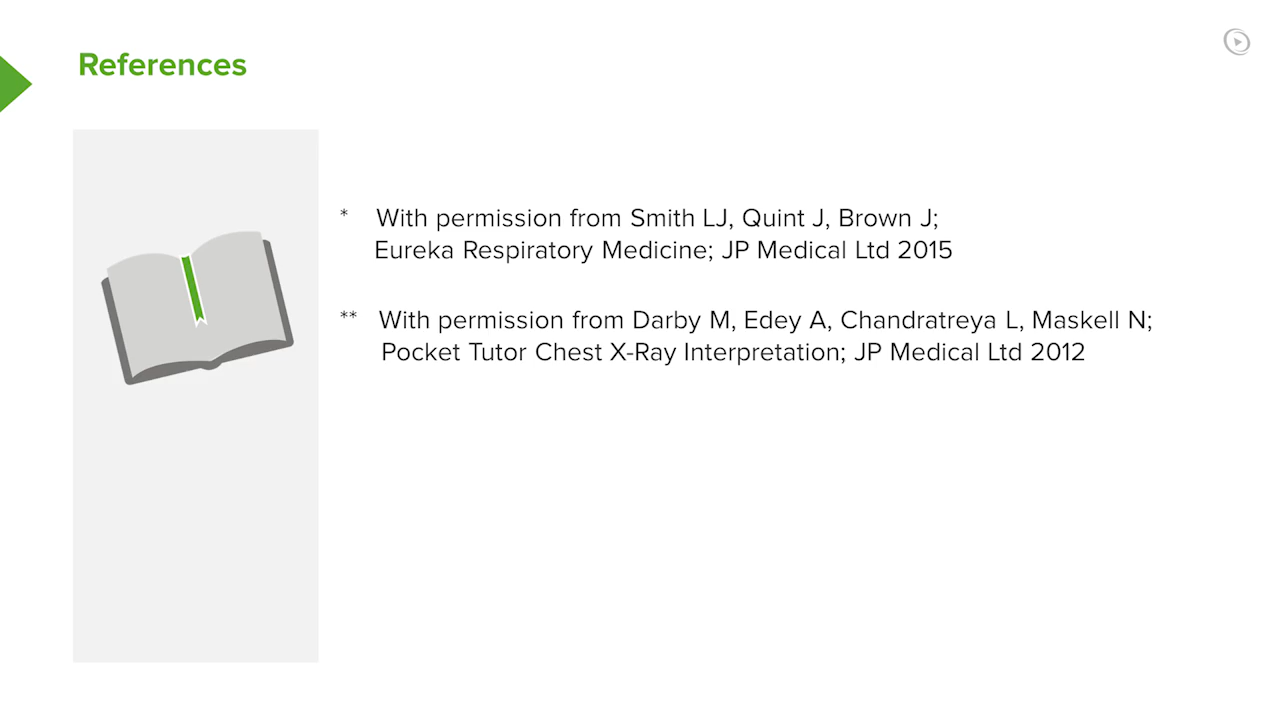 References
* With permission from Smith LJ, Quint J, Brown J;
Eureka Respiratory Medicine; JP Medical Ltd 2015
** With permission from Darby M, Edey A, Chandratreya L, Maskell N;
Pocket Tutor Chest X-Ray Interpretation; JP Medical Ltd 2012